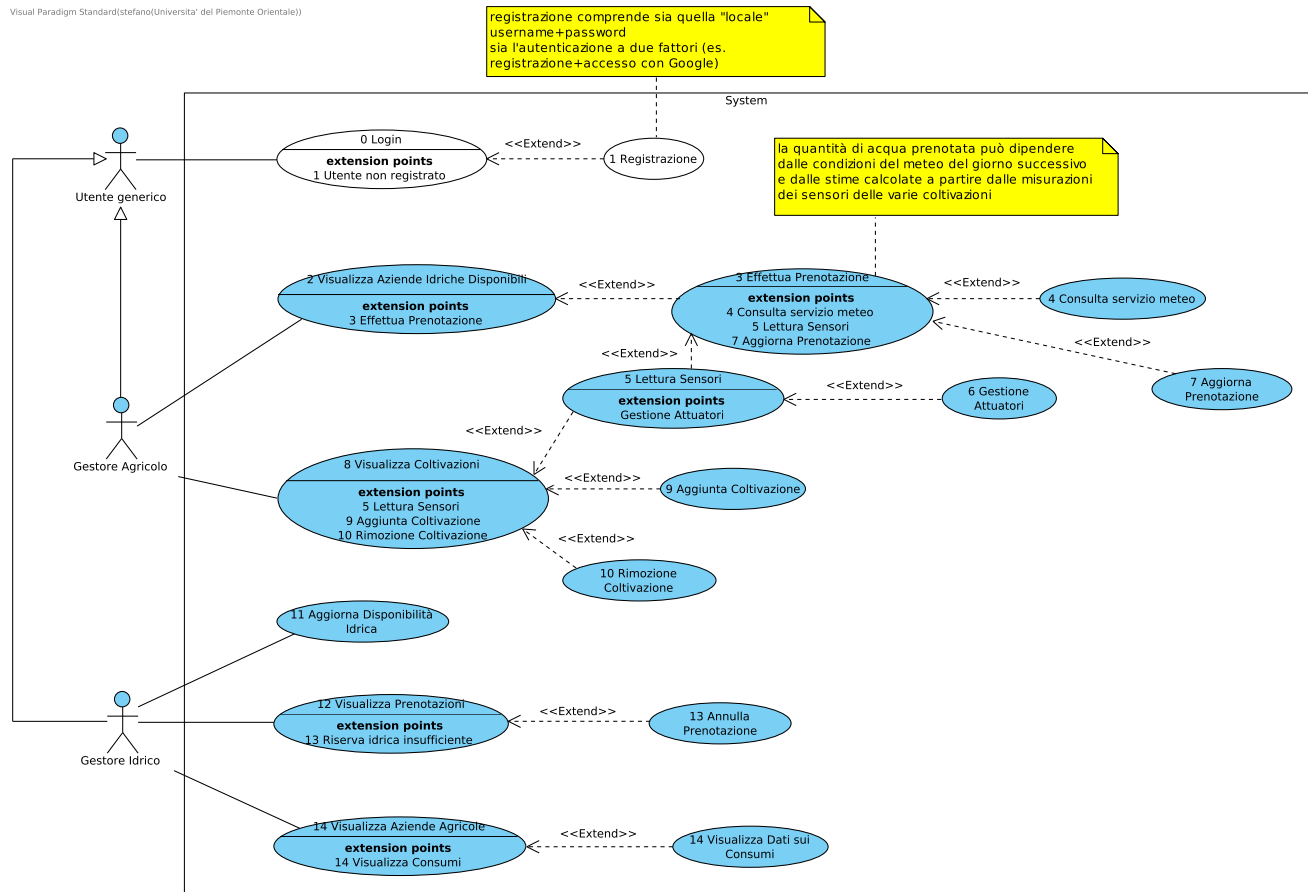 Visual Paradigm Standard(stefano(Universita' del Piemonte Orientale))
registrazione comprende sia quella "locale"
username+password
sia l'autenticazione a due fattori (es.
registrazione+accesso con Google)
System
0 Login
extension points
1 Utente non registrato
<<Extend>>
1 Registrazione
la quantità di acqua prenotata può dipendere
dalle condizioni del meteo del giorno successivo
e dalle stime calcolate a partire dalle misurazioni
dei sensori delle varie coltivazioni
Utente generico
2 Visualizza Aziende Idriche Disponibili
extension points
3 Effettua Prenotazione
<<Extend>>
3 Effettua Prenotazione
extension points
4 Consulta servizio meteo
5 Lettura Sensori
7 Aggiorna Prenotazione
<<Extend>>
4 Consulta servizio meteo
<<Extend>>
7 Aggiorna
Prenotazione
<<Extend>>
5 Lettura Sensori
extension points
Gestione Attuatori
<<Extend>>
6 Gestione
Attuatori
Gestore Agricolo
<<Extend>>
8 Visualizza Coltivazioni
extension points
5 Lettura Sensori
9 Aggiunta Coltivazione
10 Rimozione Coltivazione
<<Extend>>
9 Aggiunta Coltivazione
<<Extend>>
10 Rimozione
Coltivazione
11 Aggiorna Disponibilità
Idrica
12 Visualizza Prenotazioni
extension points
13 Riserva idrica insufficiente
<<Extend>>
13 Annulla
Prenotazione
Gestore Idrico
14 Visualizza Aziende Agricole
extension points
14 Visualizza Consumi
<<Extend>>
14 Visualizza Dati sui
Consumi